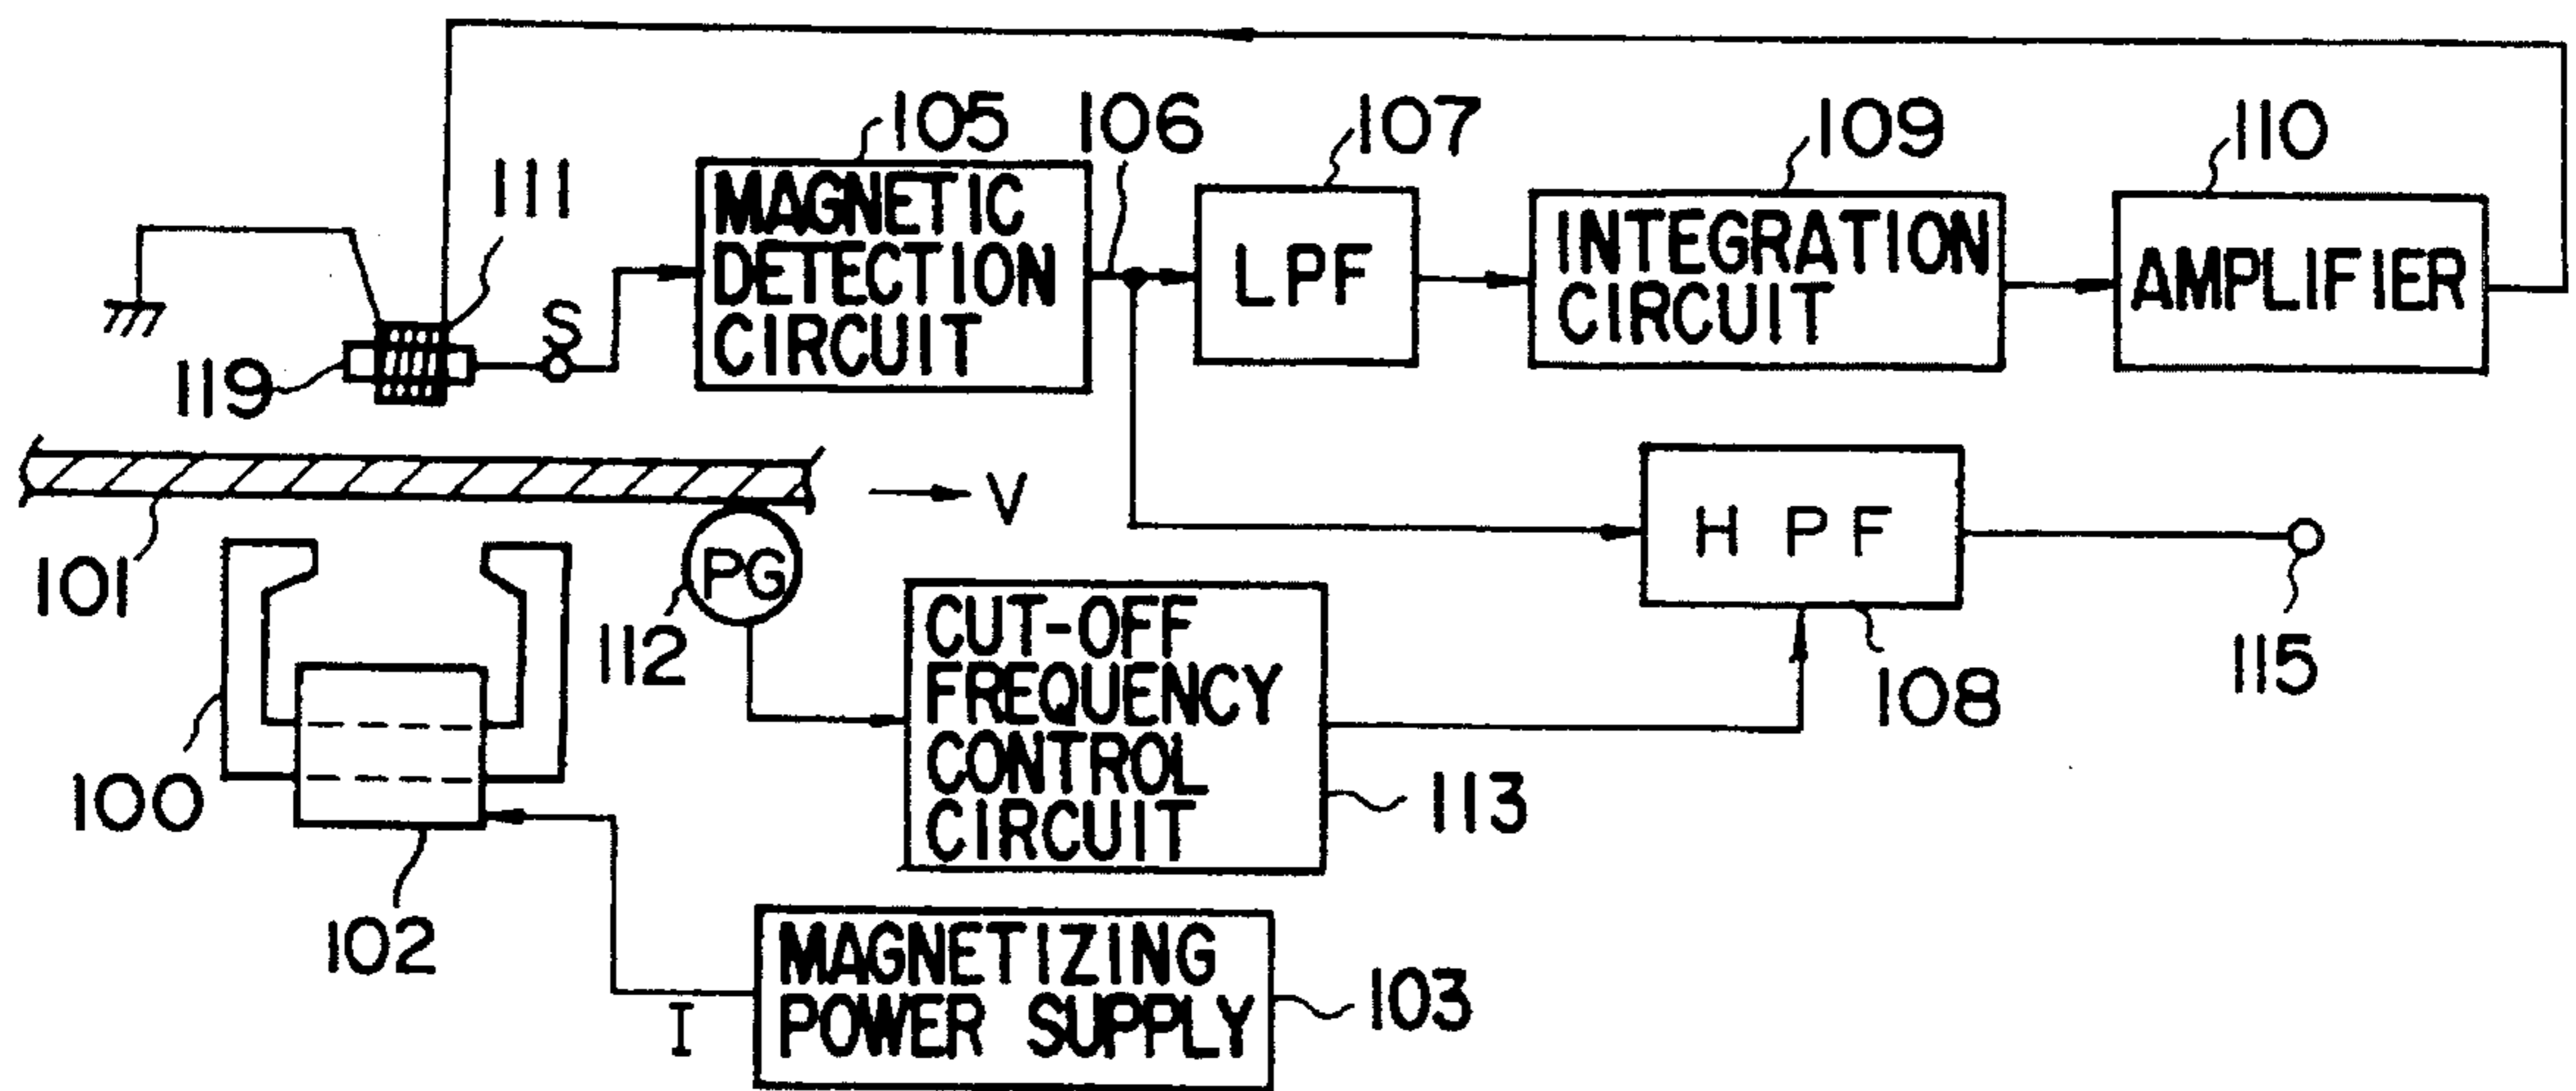 105
106
107
109
110
111
MAGNETIC
DETECTION
CIRCUIT
LPF
INTEGRATION
CIRCUIT
AMPLIFIER
S
119
V
HPF
101
PG
112
CUT-OFF
FREQUENCY
CONTROL
CIRCUIT
115
108
100
113
102
I
MAGNETIZING
POWER SUPPLY
103